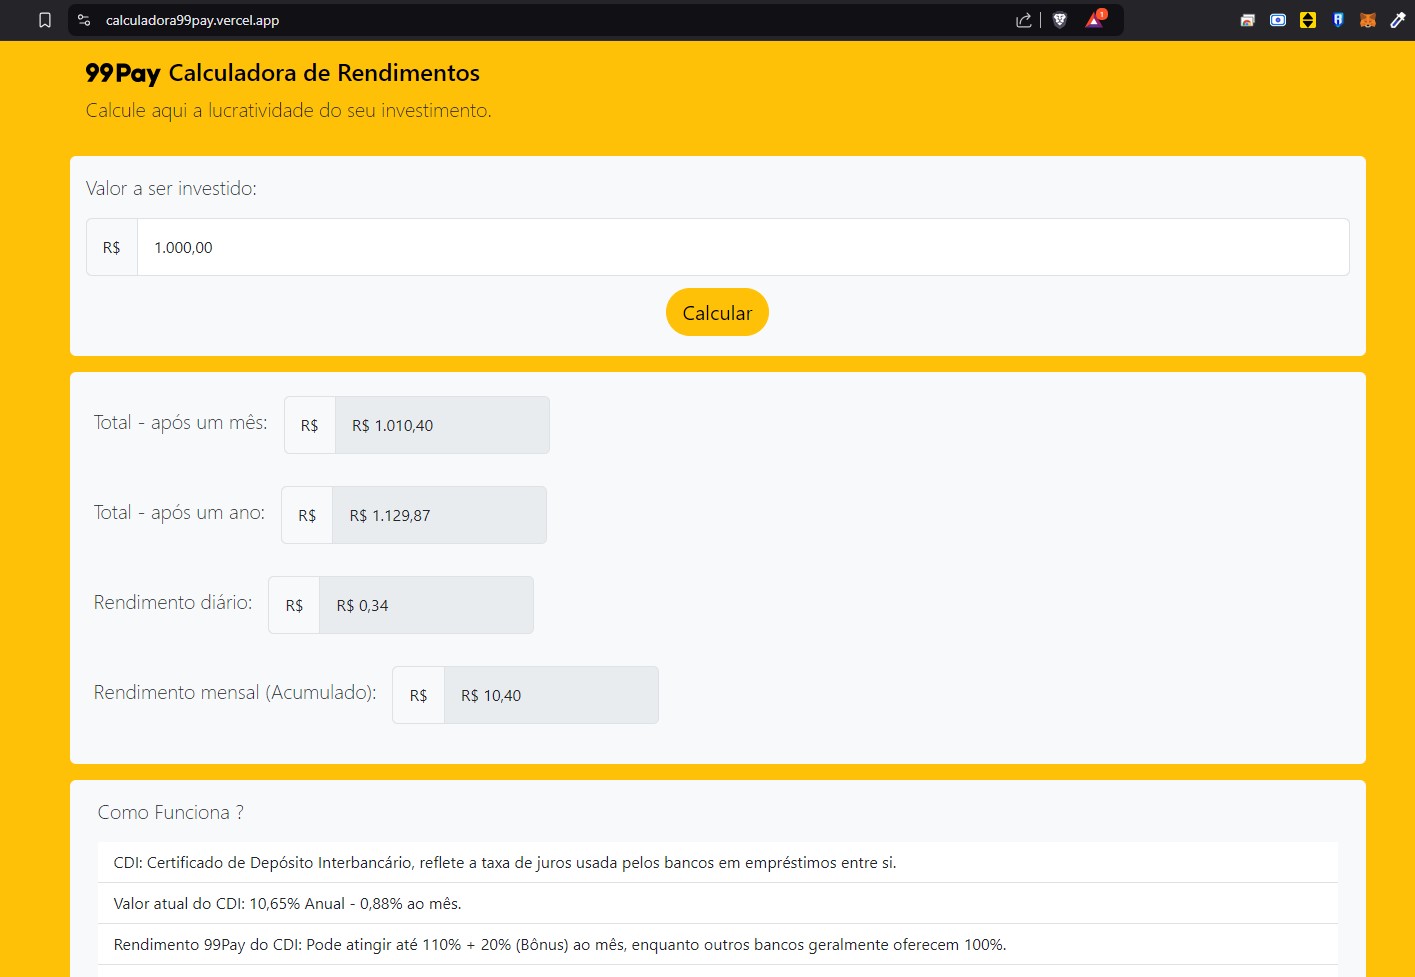 calculadora99pay.vercel.app
1
99Pay Calculadora de Rendimentos
Calcule aqui a lucratividade do seu investimento.
Valor a ser investido:
R$ 1.000,00
Calcular
Total - após um mês: R$ R$ 1.010,40
Total - após um ano: R$ R$ 1.129,87
Rendimento diário: R$ R$ 0,34
Rendimento mensal (Acumulado): R$ R$ 10,40
Como Funciona ?
CDI: Certificado de Depósito Interbancário, reflete a taxa de juros usada pelos bancos em empréstimos entre si.
Valor atual do CDI: 10,65% Anual - 0,88% ao mês.
Rendimento 99Pay do CDI: Pode atingir até 110% + 20% (Bônus) ao mês, enquanto outros bancos geralmente oferecem 100%.